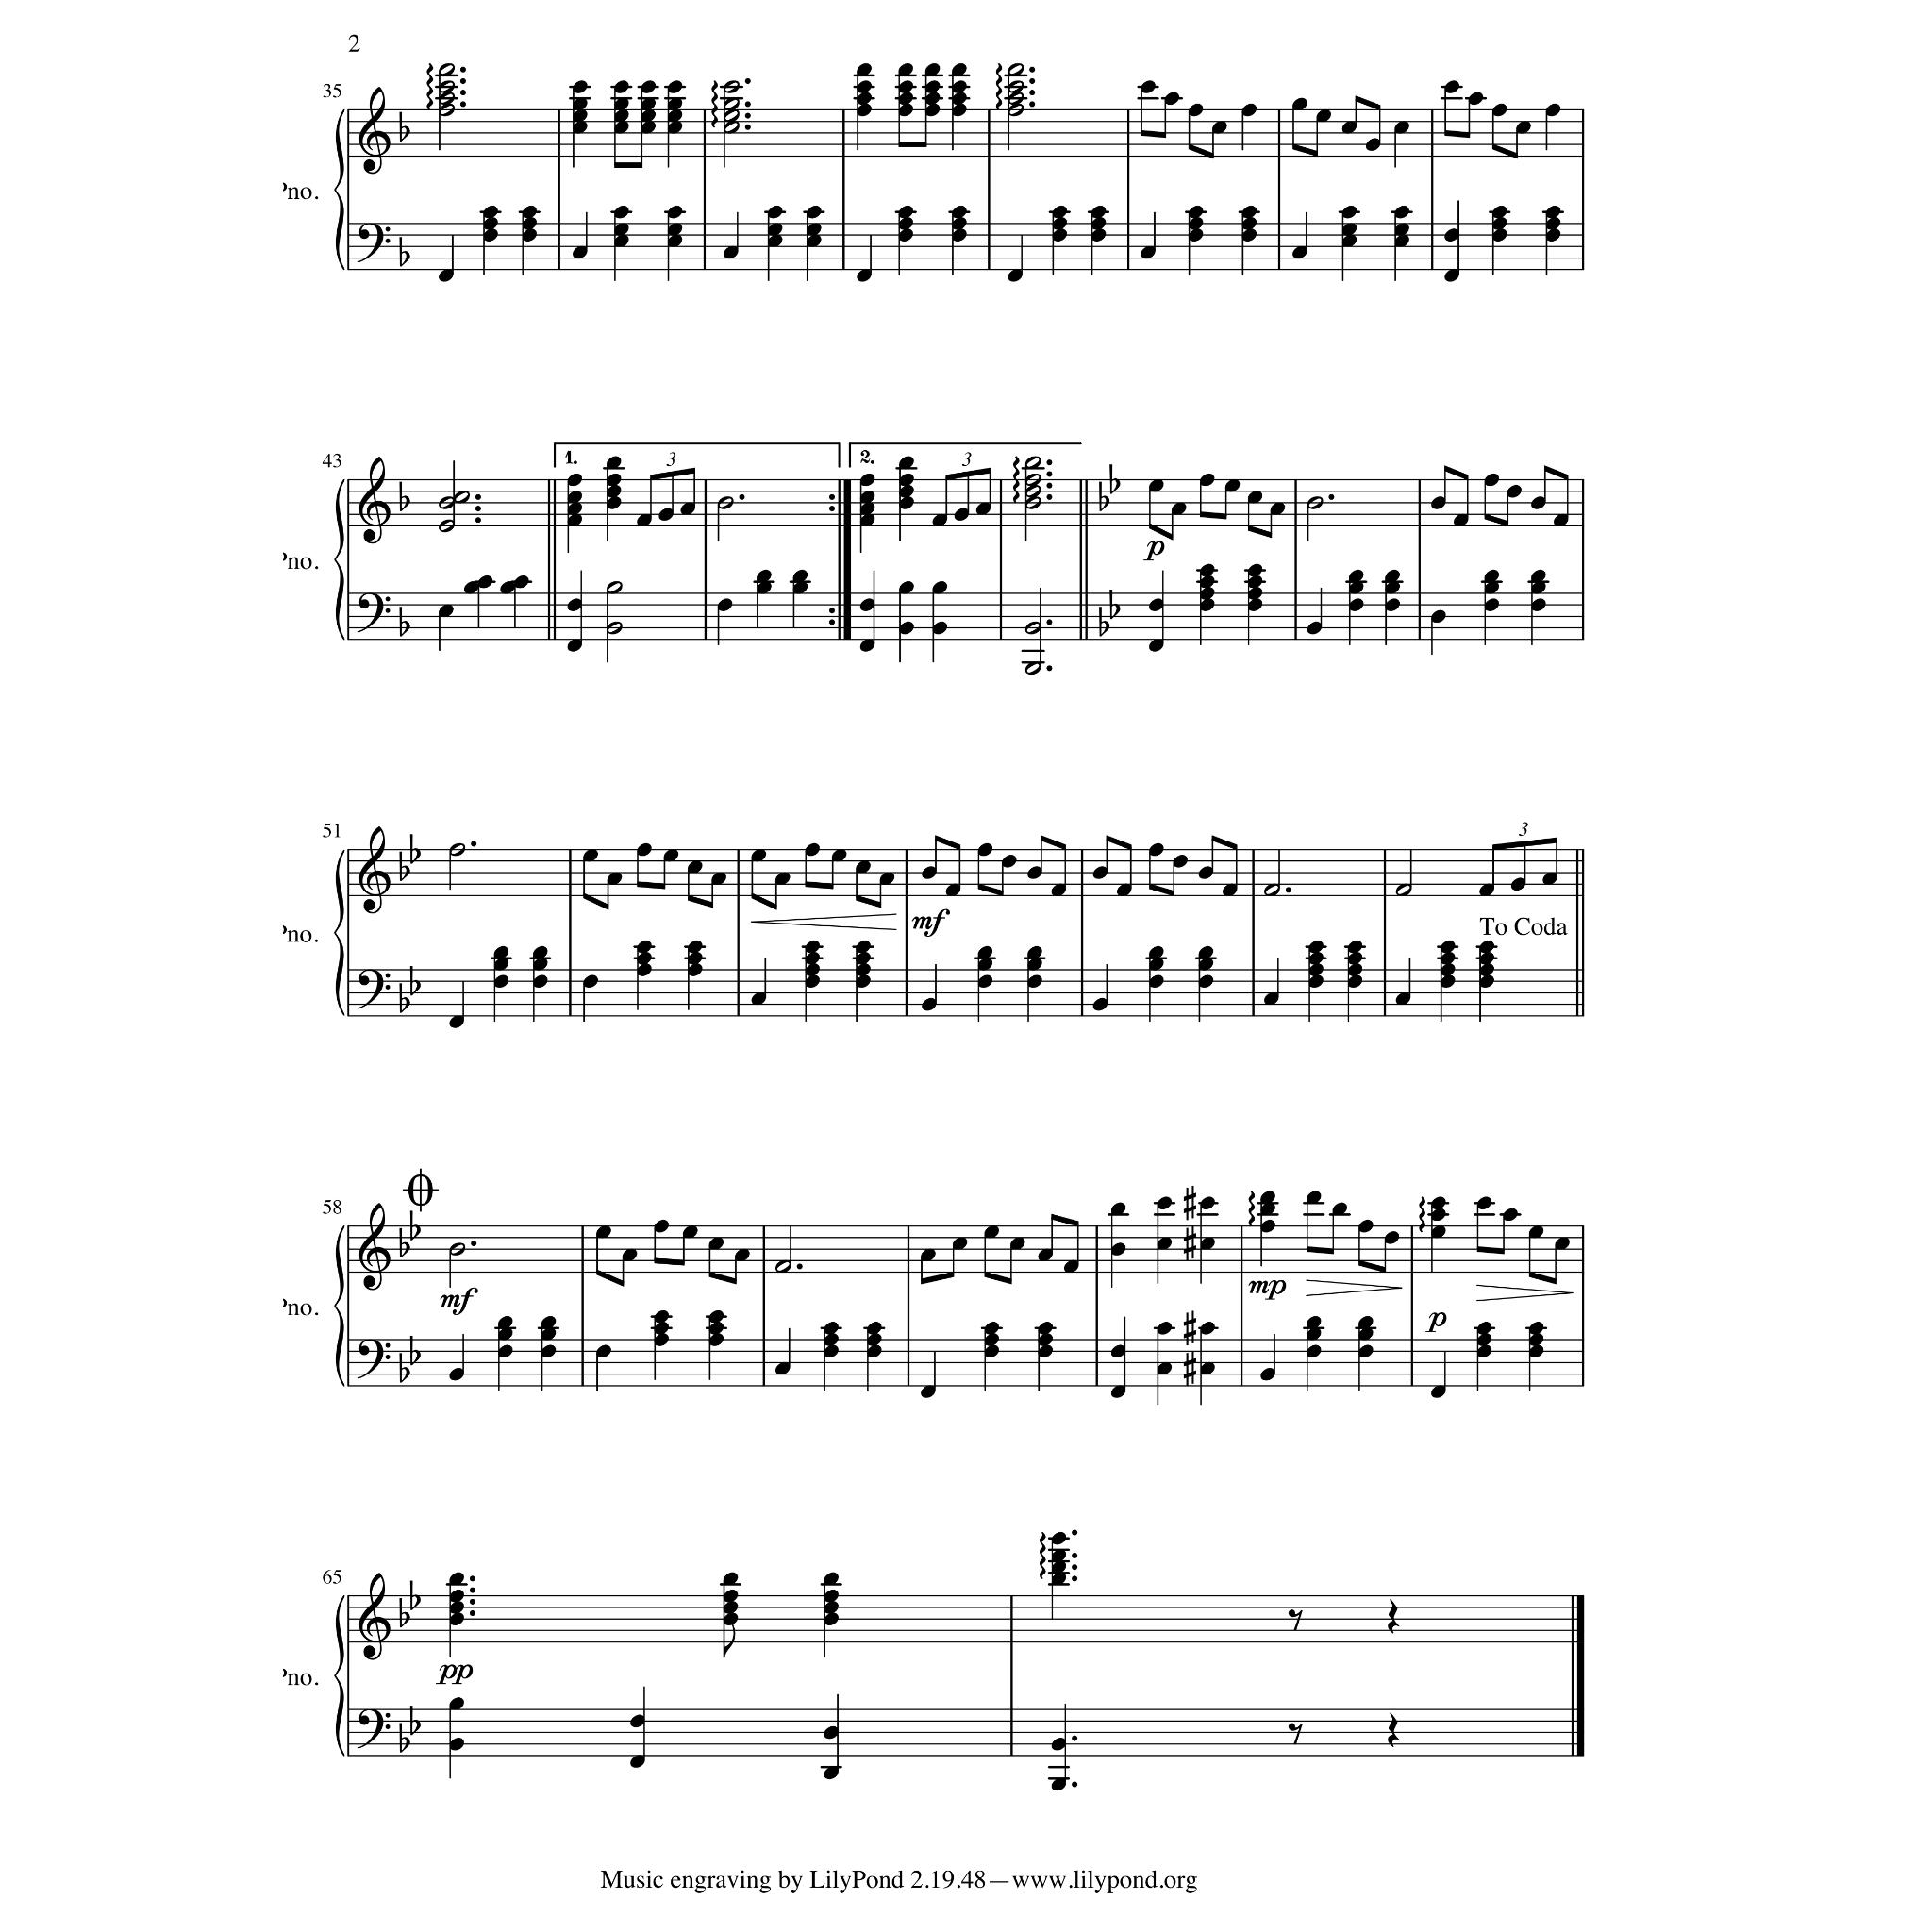 2
35
no.
43
1.
3
2.
3
no.
p
51
3
no.
mf
To Coda
58
no.
mf
mp
p
65
no.
pp
Music engraving by LilyPond 2.19.48—www.lilypond.org